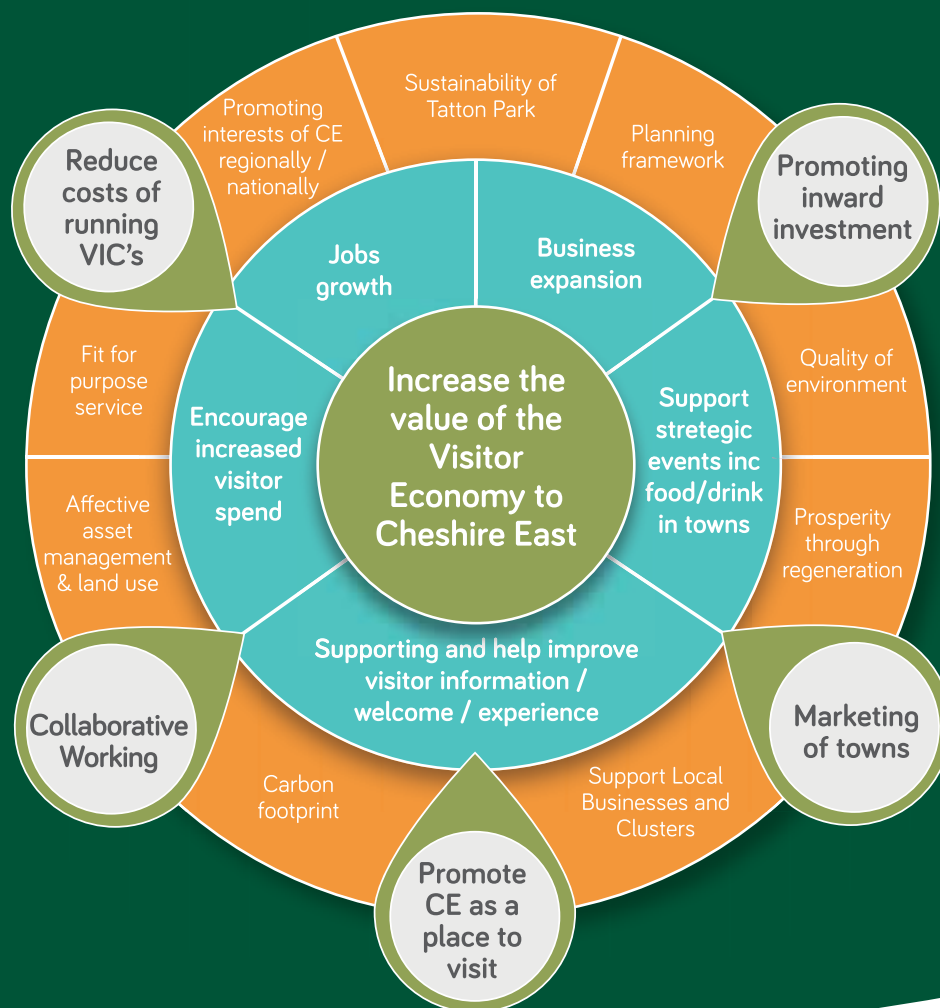 Sustainability of
Tatton Park
Promoting
interests of CE
regionally /
nationally
Planning
framework
Reduce
costs of
running
VIC's
Promoting
inward
investment
Jobs
growth
Business
expansion
Fit for
purpose
service
Quality of
environment
Encourage
increased
visitor
spend
Increase the
value of the
Visitor
Economy to
Cheshire East
Support
stretegic
events inc
food/drink
in towns
Affective
asset
management
& land use
Prosperity
through
regeneration
Supporting and help improve
visitor information /
welcome / experience
Collaborative
Working
Marketing
of towns
Carbon
footprint
Support Local
Businesses and
Clusters
Promote
CE as a
place to
visit